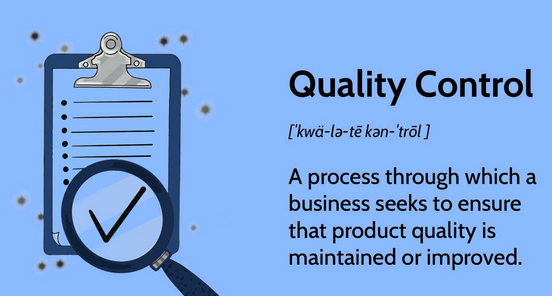 Quality Control
[ˈkwä-lə-tē kən-ˈtrōl ]
A process through which a
business seeks to ensure
that product quality is
maintained or improved.